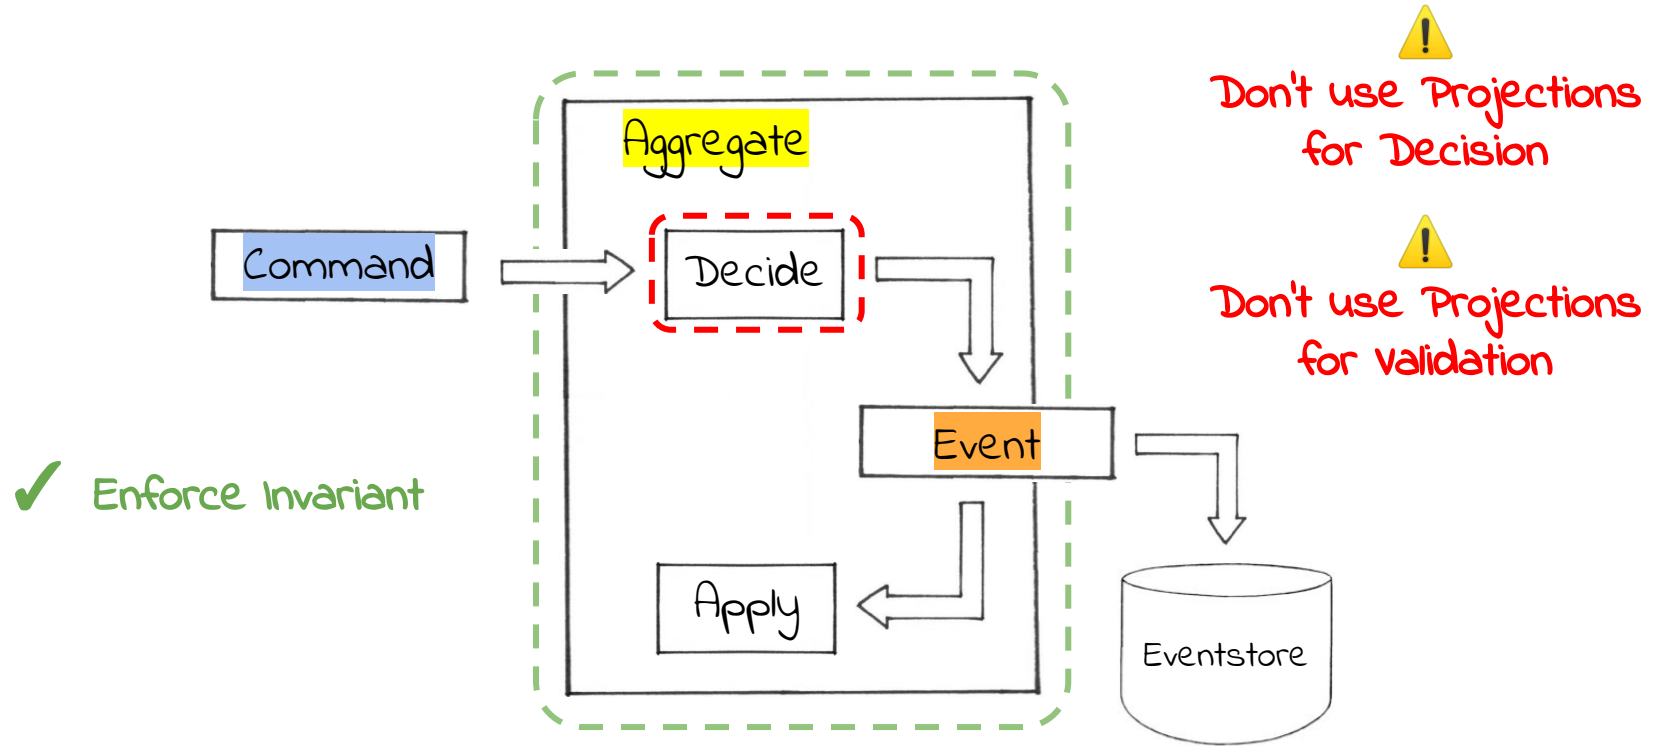 Don't use Projections
for Decision
Aggregate
Command
Decide
Don't use Projections
for Validation
Event
Enforce Invariant
Apply
Eventstore